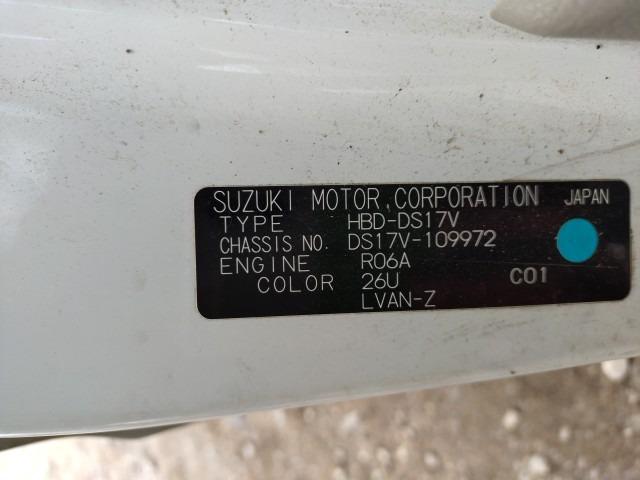 SUZUKI MOTOR CORPORATION JAPAN
TYPE HBD-DS17V
CHASSIS NO. DS17V-109972
ENGINE R06A
COLOR 26U C01
LVAN-Z